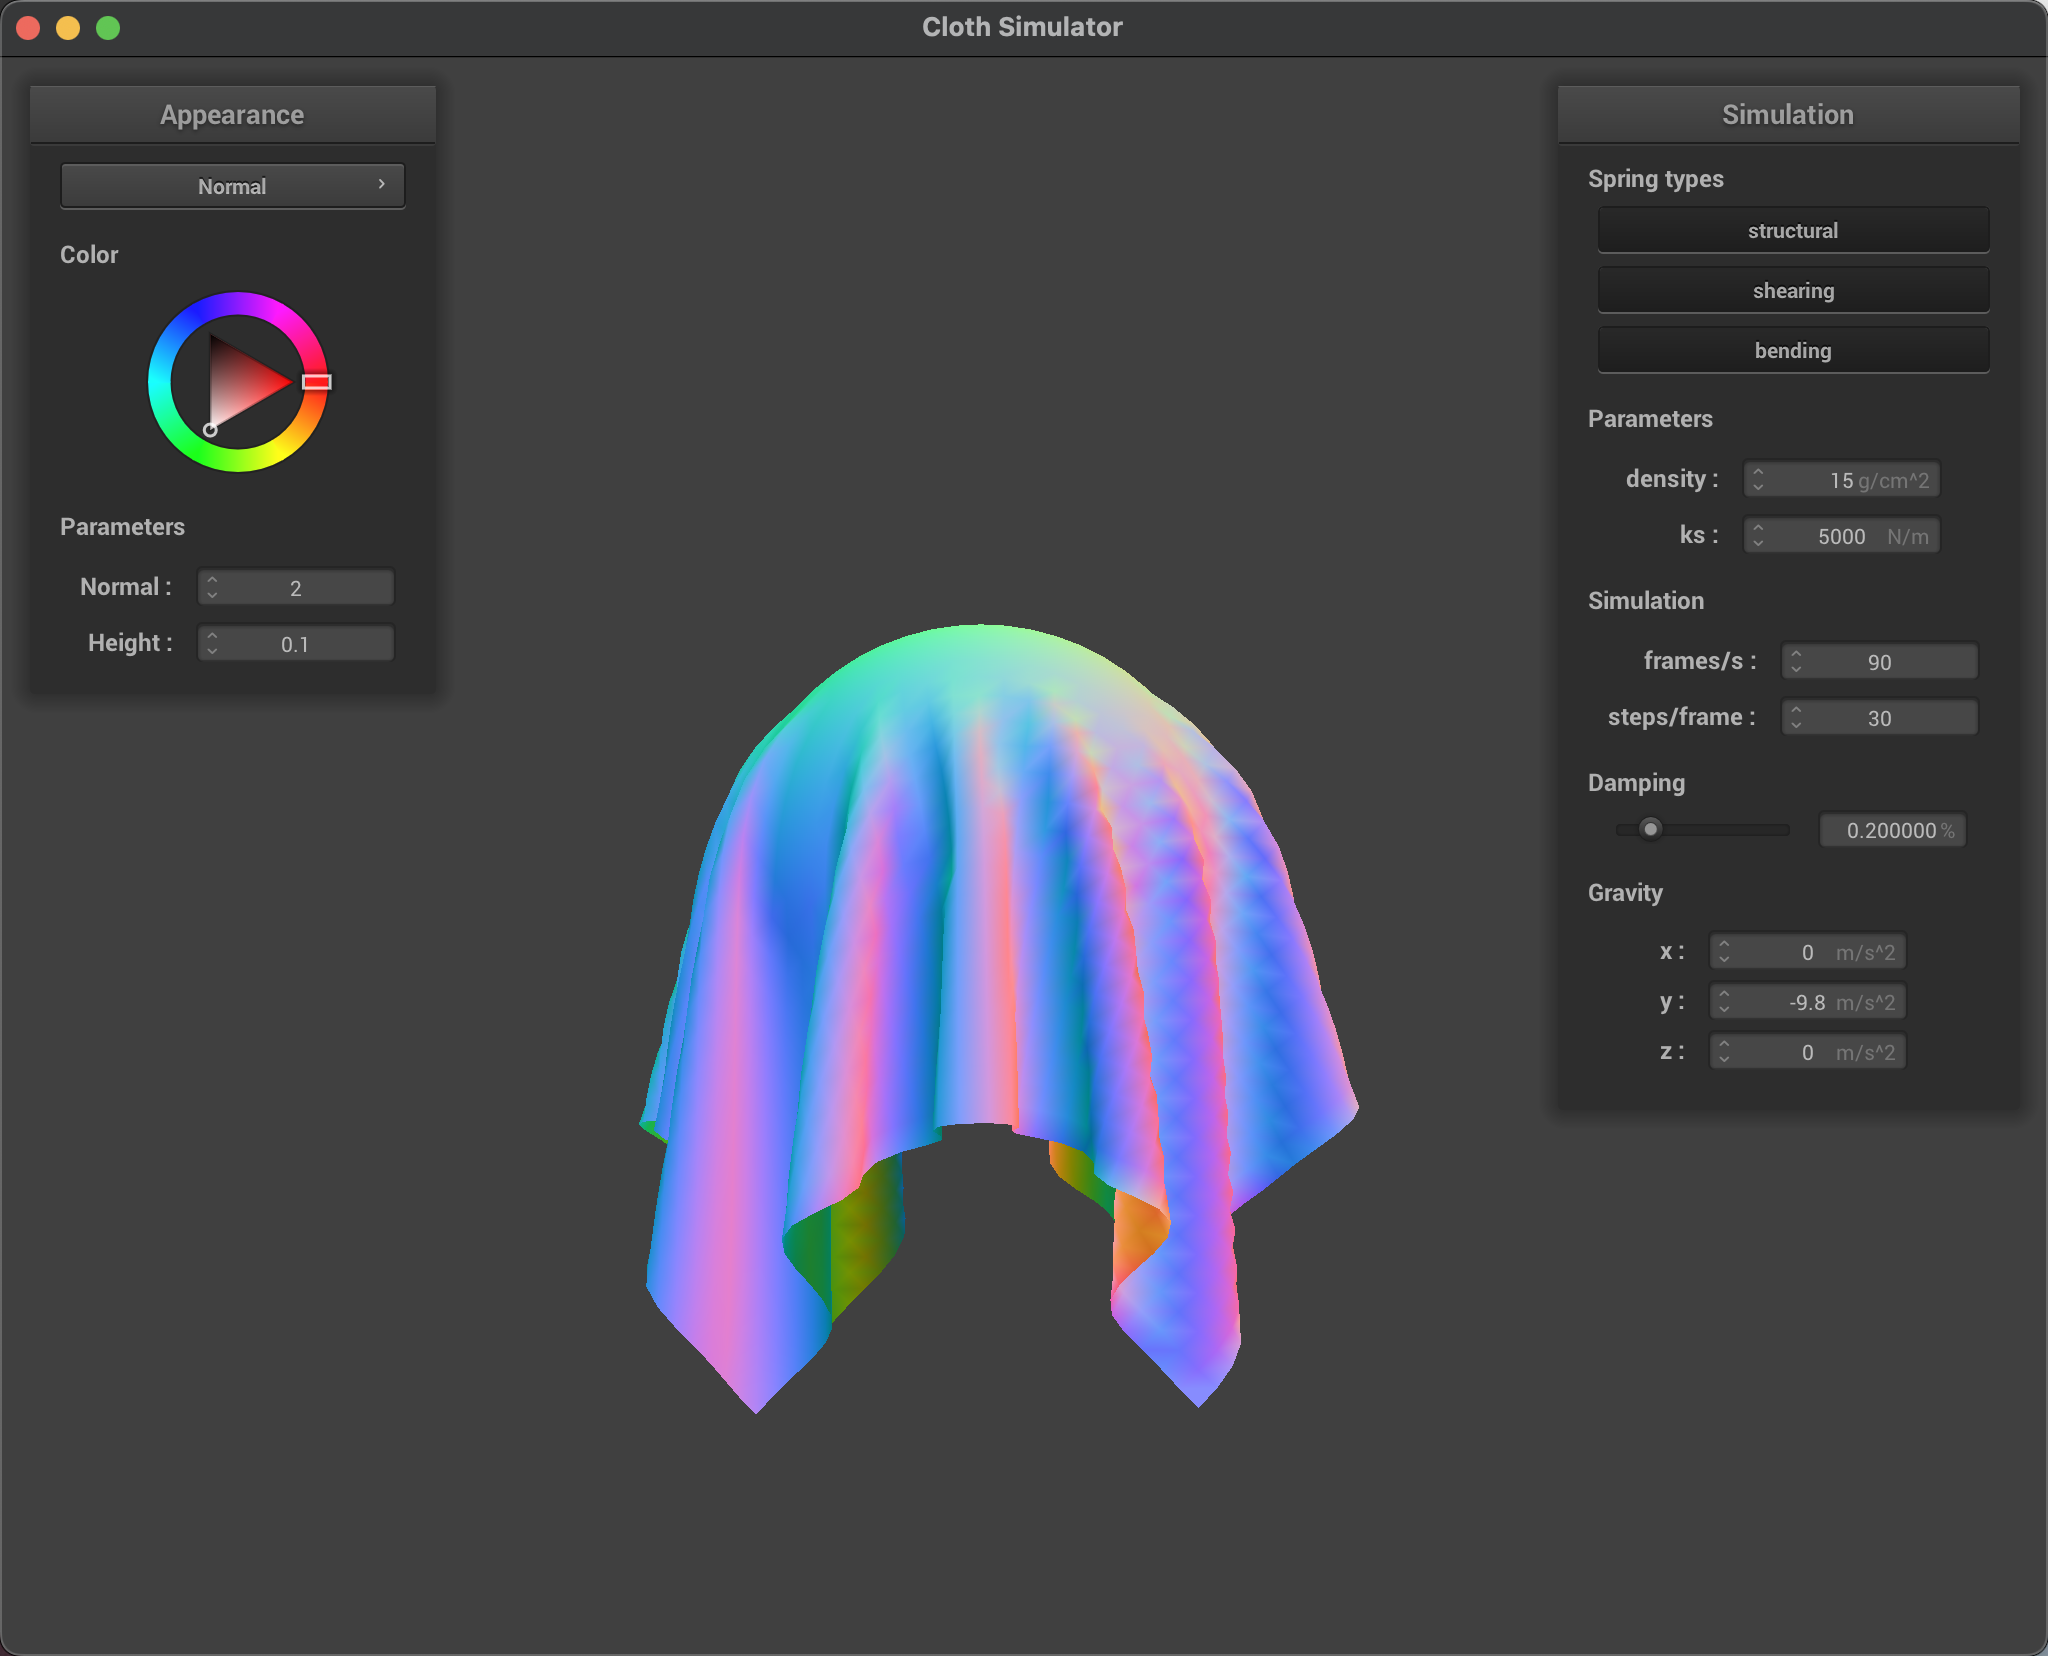 Cloth Simulator
Appearance
Normal
Color
Parameters
Normal : 2
Height : 0.1
Simulation
Spring types
structural
shearing
bending
Parameters
density : 15 g/cm^2
ks : 5000 N/m
Simulation
frames/s : 90
steps/frame : 30
Damping
0.200000 %
Gravity
x : 0 m/s^2
y : -9.8 m/s^2
z : 0 m/s^2